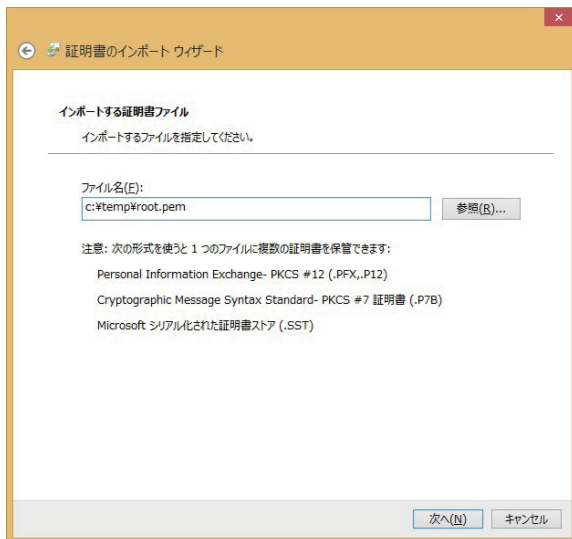 証明書のインポート ウィザード
インポートする証明書ファイル
インポートするファイルを指定してください。
ファイル名(F):
c:¥temp¥root.pem
参照(R)...
注意: 次の形式を使うと 1 つのファイルに複数の証明書を保管できます:
Personal Information Exchange- PKCS #12 (.PFX,.P12)
Cryptographic Message Syntax Standard- PKCS #7 証明書 (.P7B)
Microsoft シリアル化された証明書ストア (.SST)
次へ(N)
キャンセル